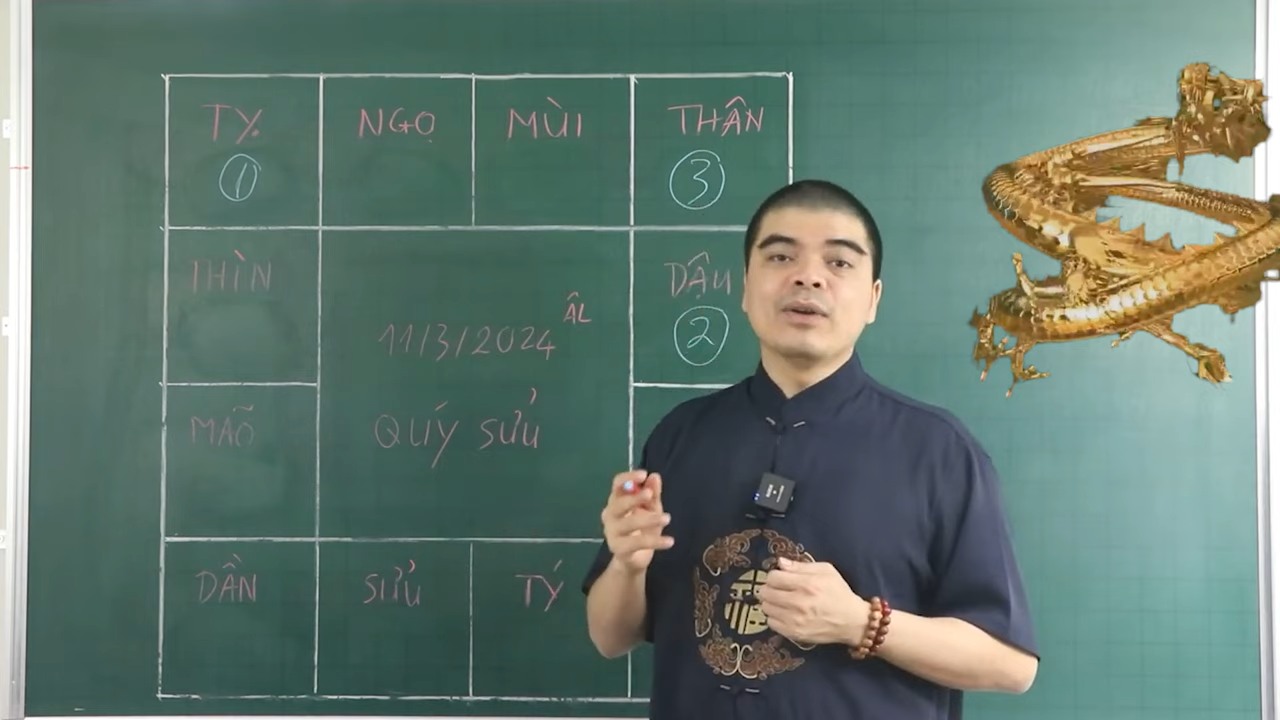 TỴ NGỌ MÙI THÂN
1 3
THÌN DẬU
11/3/2024 ÂL 2
MÃO QUÝ SỬU
DẦN SỬU TÝ